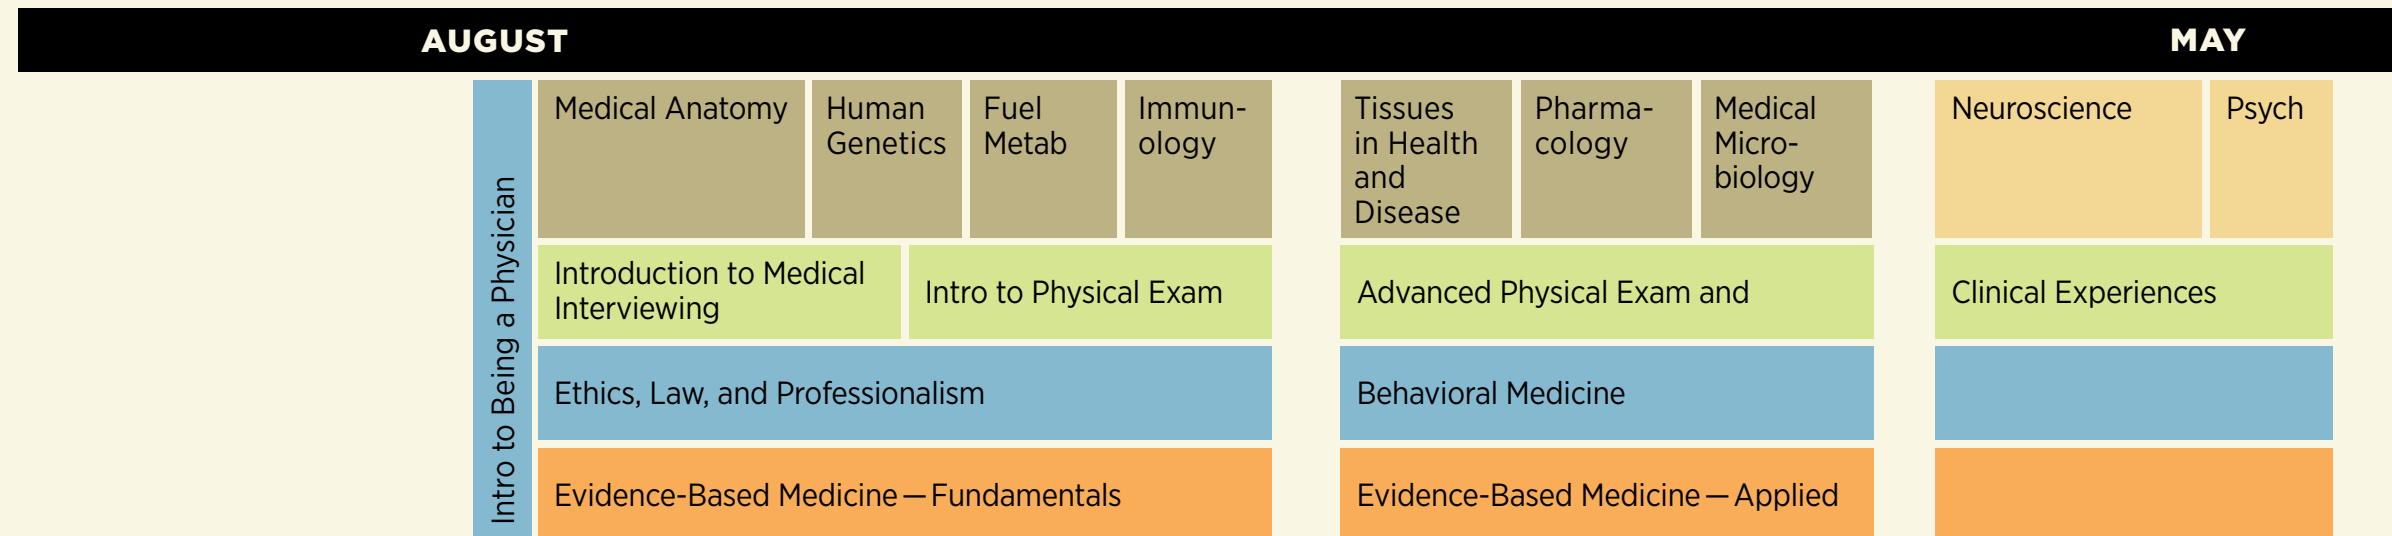 AUGUST
MAY
Intro to Being a Physician
Medical Anatomy
Human
Genetics
Fuel
Metab
Immun-
ology
Tissues
in Health
and
Disease
Pharma-
cology
Medical
Micro-
biology
Neuroscience
Psych
Introduction to Medical
Interviewing
Intro to Physical Exam
Advanced Physical Exam and
Clinical Experiences
Ethics, Law, and Professionalism
Behavioral Medicine
Evidence-Based Medicine — Fundamentals
Evidence-Based Medicine — Applied